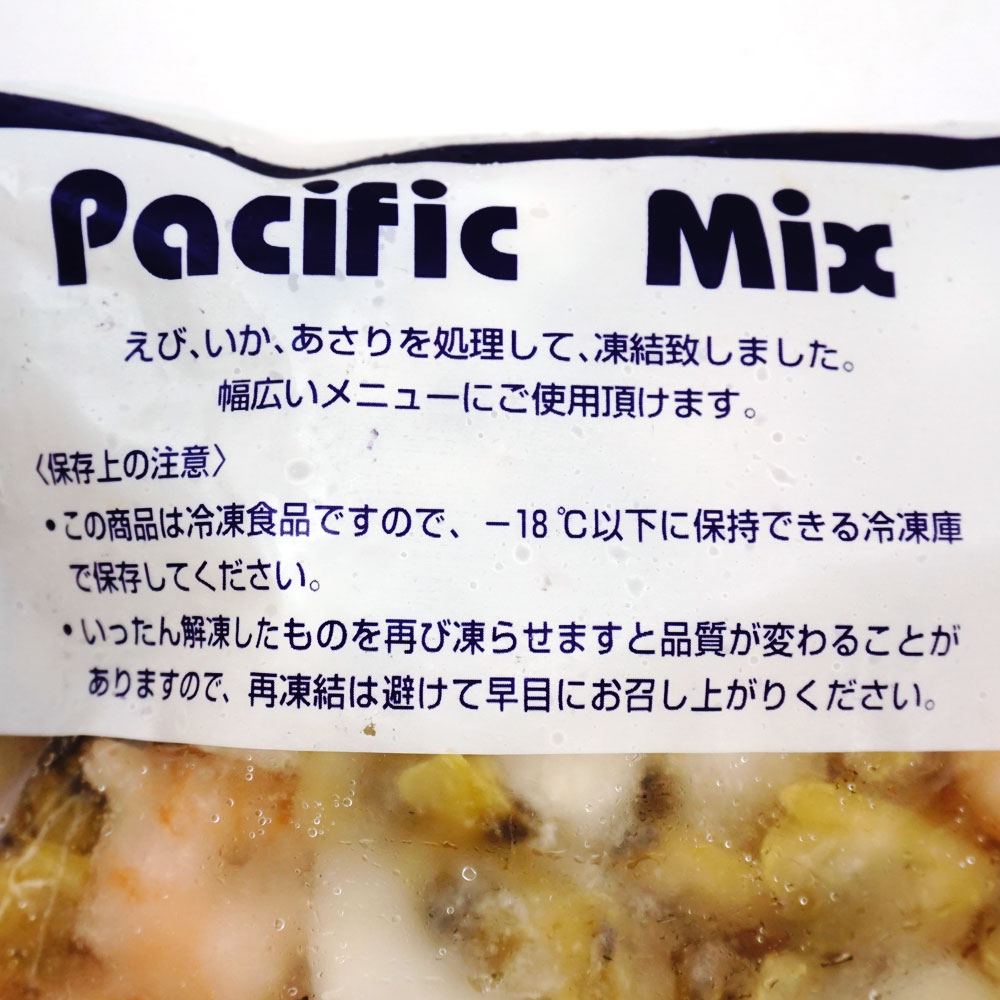 Pacific Mix
えび、いか、あさりを処理して、凍結致しました。
幅広いメニューにご使用頂けます。
〈保存上の注意〉
・この商品は冷凍食品ですので、－18℃以下に保持できる冷凍庫
で保存してください。
・いったん解凍したものを再び凍らせますと品質が変わることが
ありますので、再凍結は避けて早目にお召し上がりください。